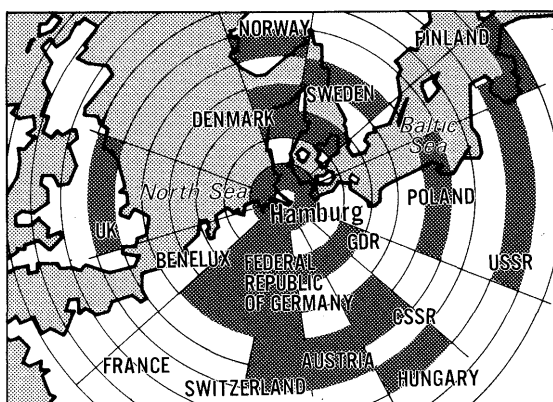 NORWAY
FINLAND
SWEDEN
DENMARK
Baltic
Sea
North Sea
POLAND
Hamburg
UK
GDR
BENELUX
FEDERAL
REPUBLIC
OF GERMANY
USSR
CSSR
FRANCE
AUSTRIA
HUNGARY
SWITZERLAND